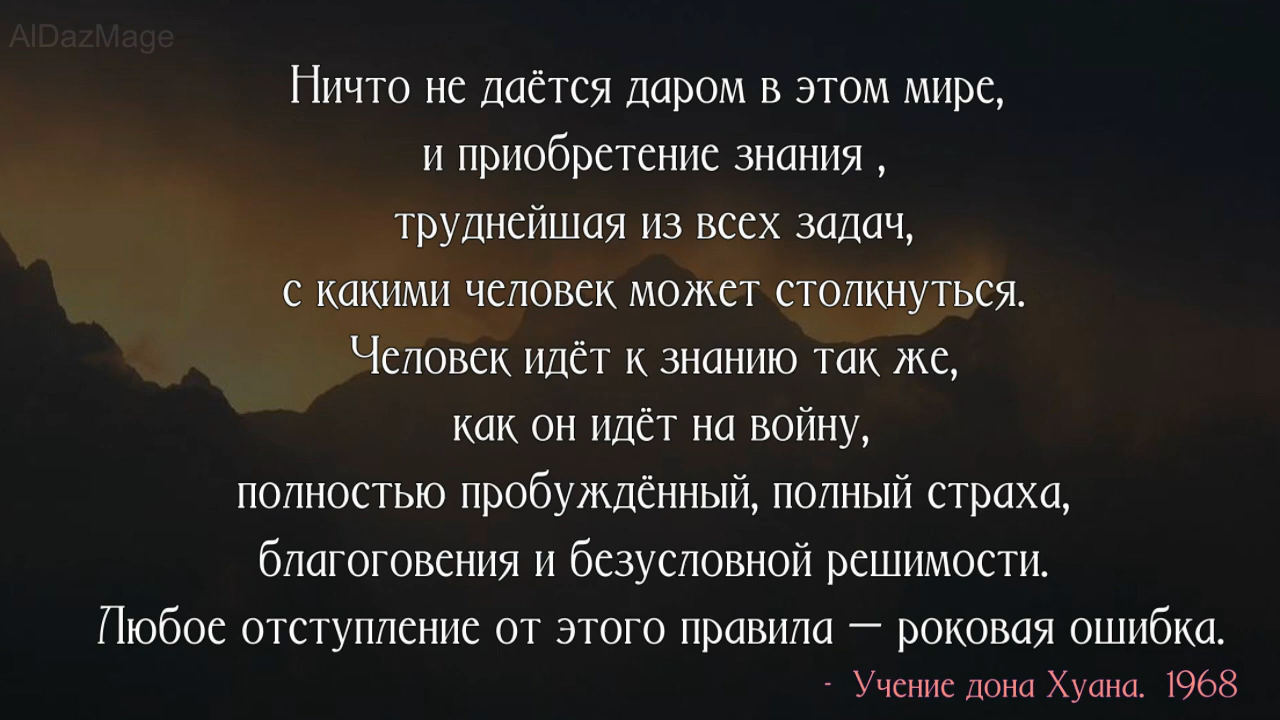 AlDazMage
Ничто не даётся даром в этом мире,
и приобретение знания ,
труднейшая из всех задач,
с какими человек может столкнуться.
Человек идёт к знанию так же,
как он идёт на войну,
полностью пробуждённый, полный страха,
благоговения и безусловной решимости.
Любое отступление от этого правила — роковая ошибка.
- Учение дона Хуана. 1968